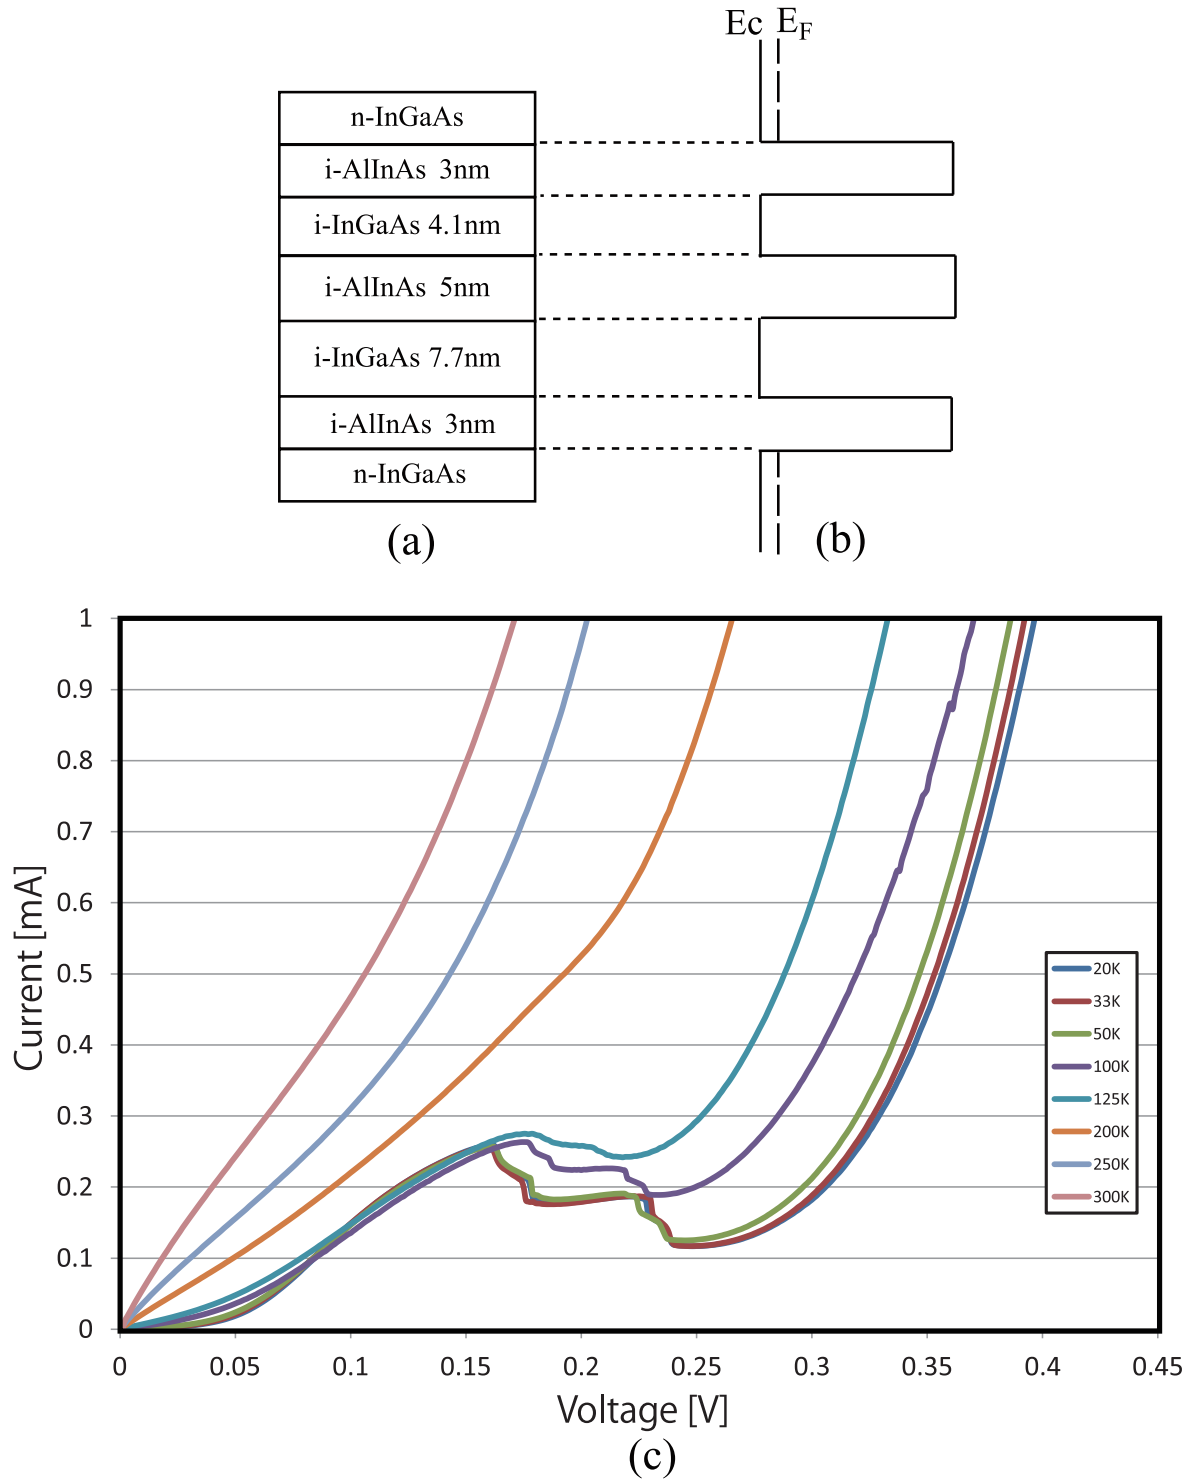 Ec E_F
n-InGaAs
i-AlInAs 3nm
i-InGaAs 4.1nm
i-AlInAs 5nm
i-InGaAs 7.7nm
i-AlInAs 3nm
n-InGaAs
(a)
(b)
1
0.9
0.8
0.7
0.6
0.5
0.4
0.3
0.2
0.1
0
Current [mA]
20K
33K
50K
100K
125K
200K
250K
300K
0 0.05 0.1 0.15 0.2 0.25 0.3 0.35 0.4 0.45
Voltage [V]
(c)